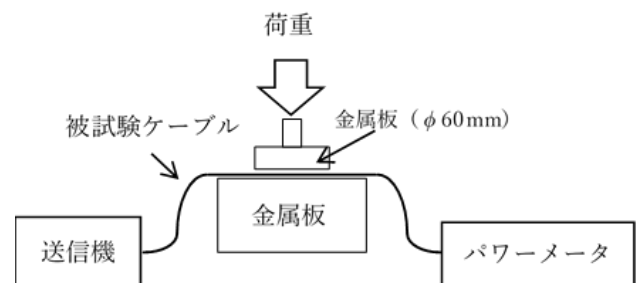 荷重
被試験ケーブル
金属板（φ60mm）
金属板
送信機
パワーメータ